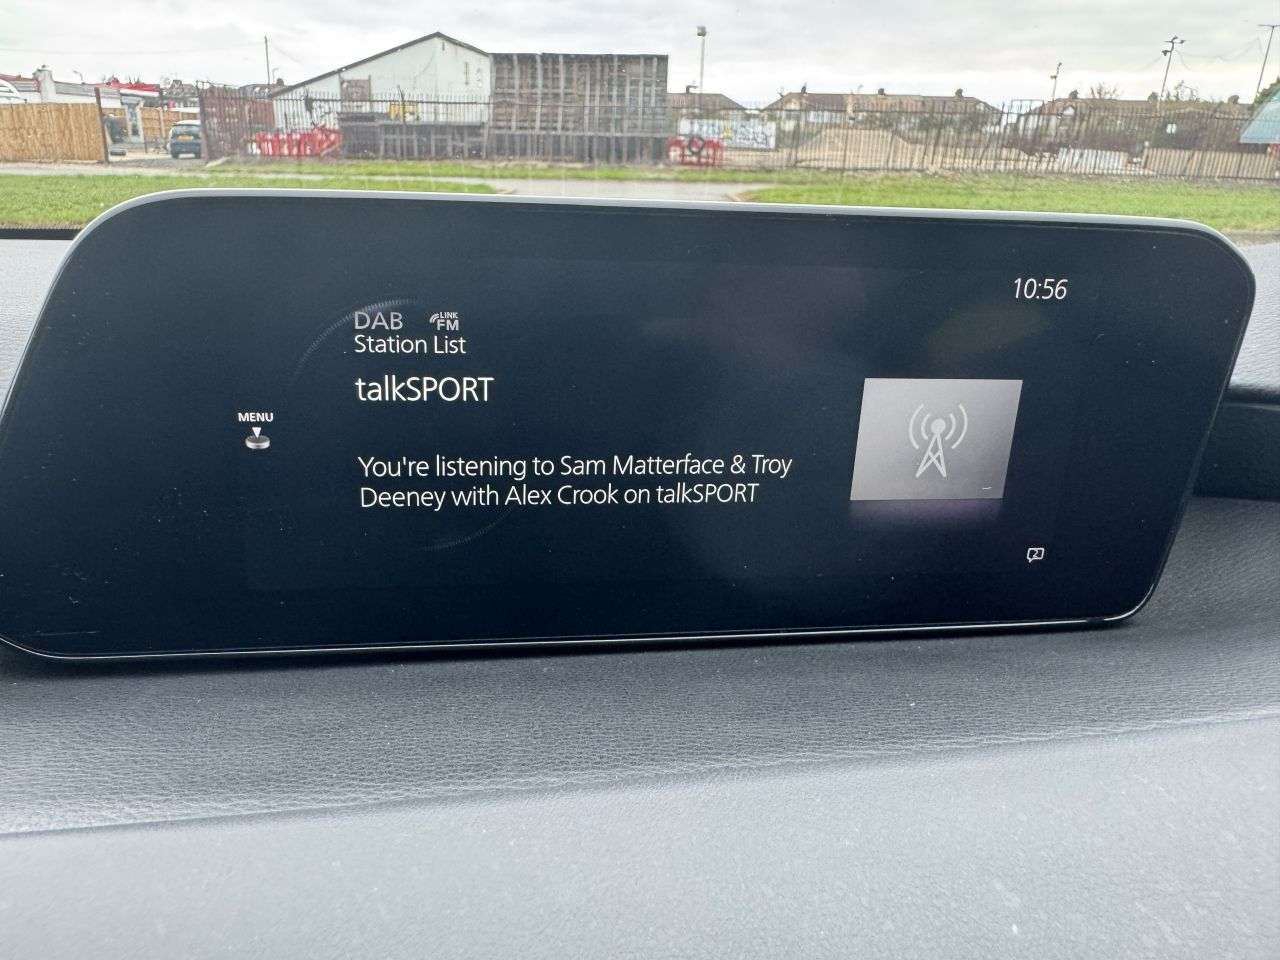 10:56
DAB LINK FM
Station List
talkSPORT
MENU
You're listening to Sam Matterface & Troy
Deeney with Alex Crook on talkSPORT
2